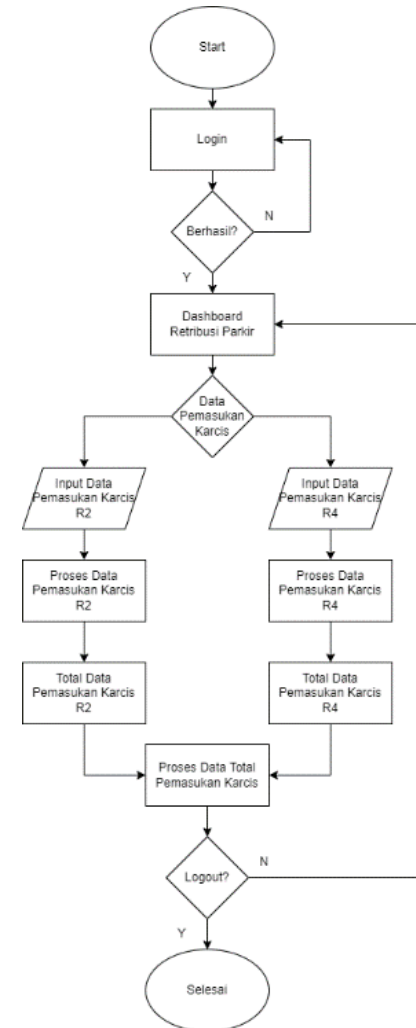 Start
Login
N
Berhasil?
Y
Dashboard
Retribusi Parkir
Data
Pemasukan
Karcis
Input Data
Pemasukan Karcis
R2
Input Data
Pemasukan Karcis
R4
Proses Data
Pemasukan Karcis
R2
Proses Data
Pemasukan Karcis
R4
Total Data
Pemasukan Karcis
R2
Total Data
Pemasukan Karcis
R4
Proses Data Total
Pemasukan Karcis
N
Logout?
Y
Selesai